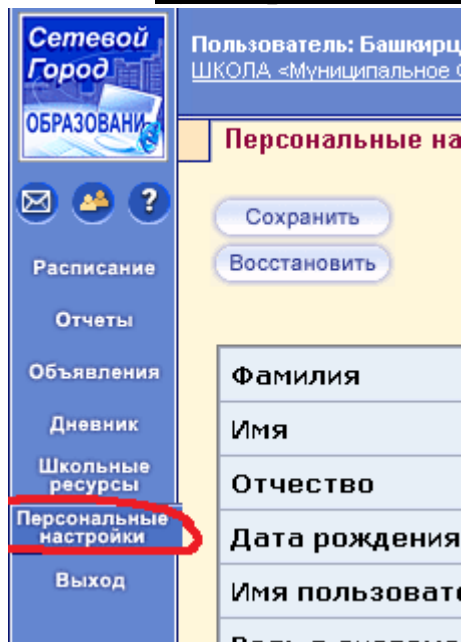 Сетевой
Город
ОБРАЗОВАНИ
Пользователь: Башкирц
ШКОЛА <Муниципальное
Персональные на
?
Сохранить
Восстановить
Расписание
Отчеты
Объявления
Дневник
Школьные
ресурсы
Персональные
настройки
Выход
Фамилия
Имя
Отчество
Дата рождения
Имя пользовате